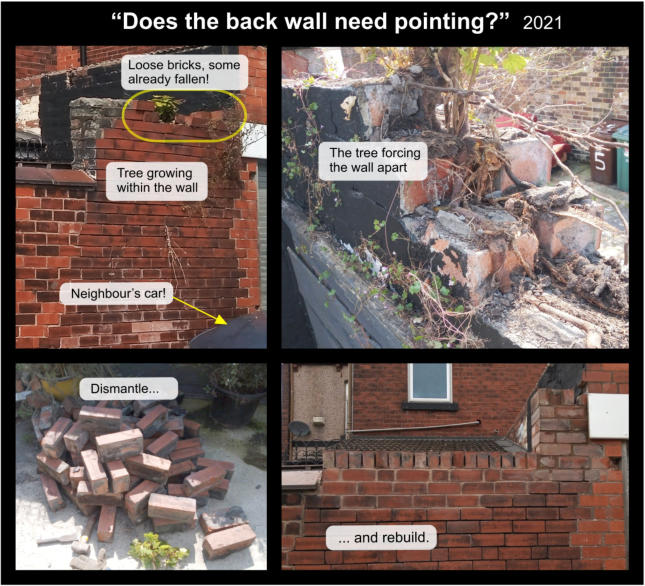 “Does the back wall need pointing?” 2021
Loose bricks, some
already fallen!
Tree growing
within the wall
Neighbour’s car!
The tree forcing
the wall apart
5
Dismantle...
... and rebuild.